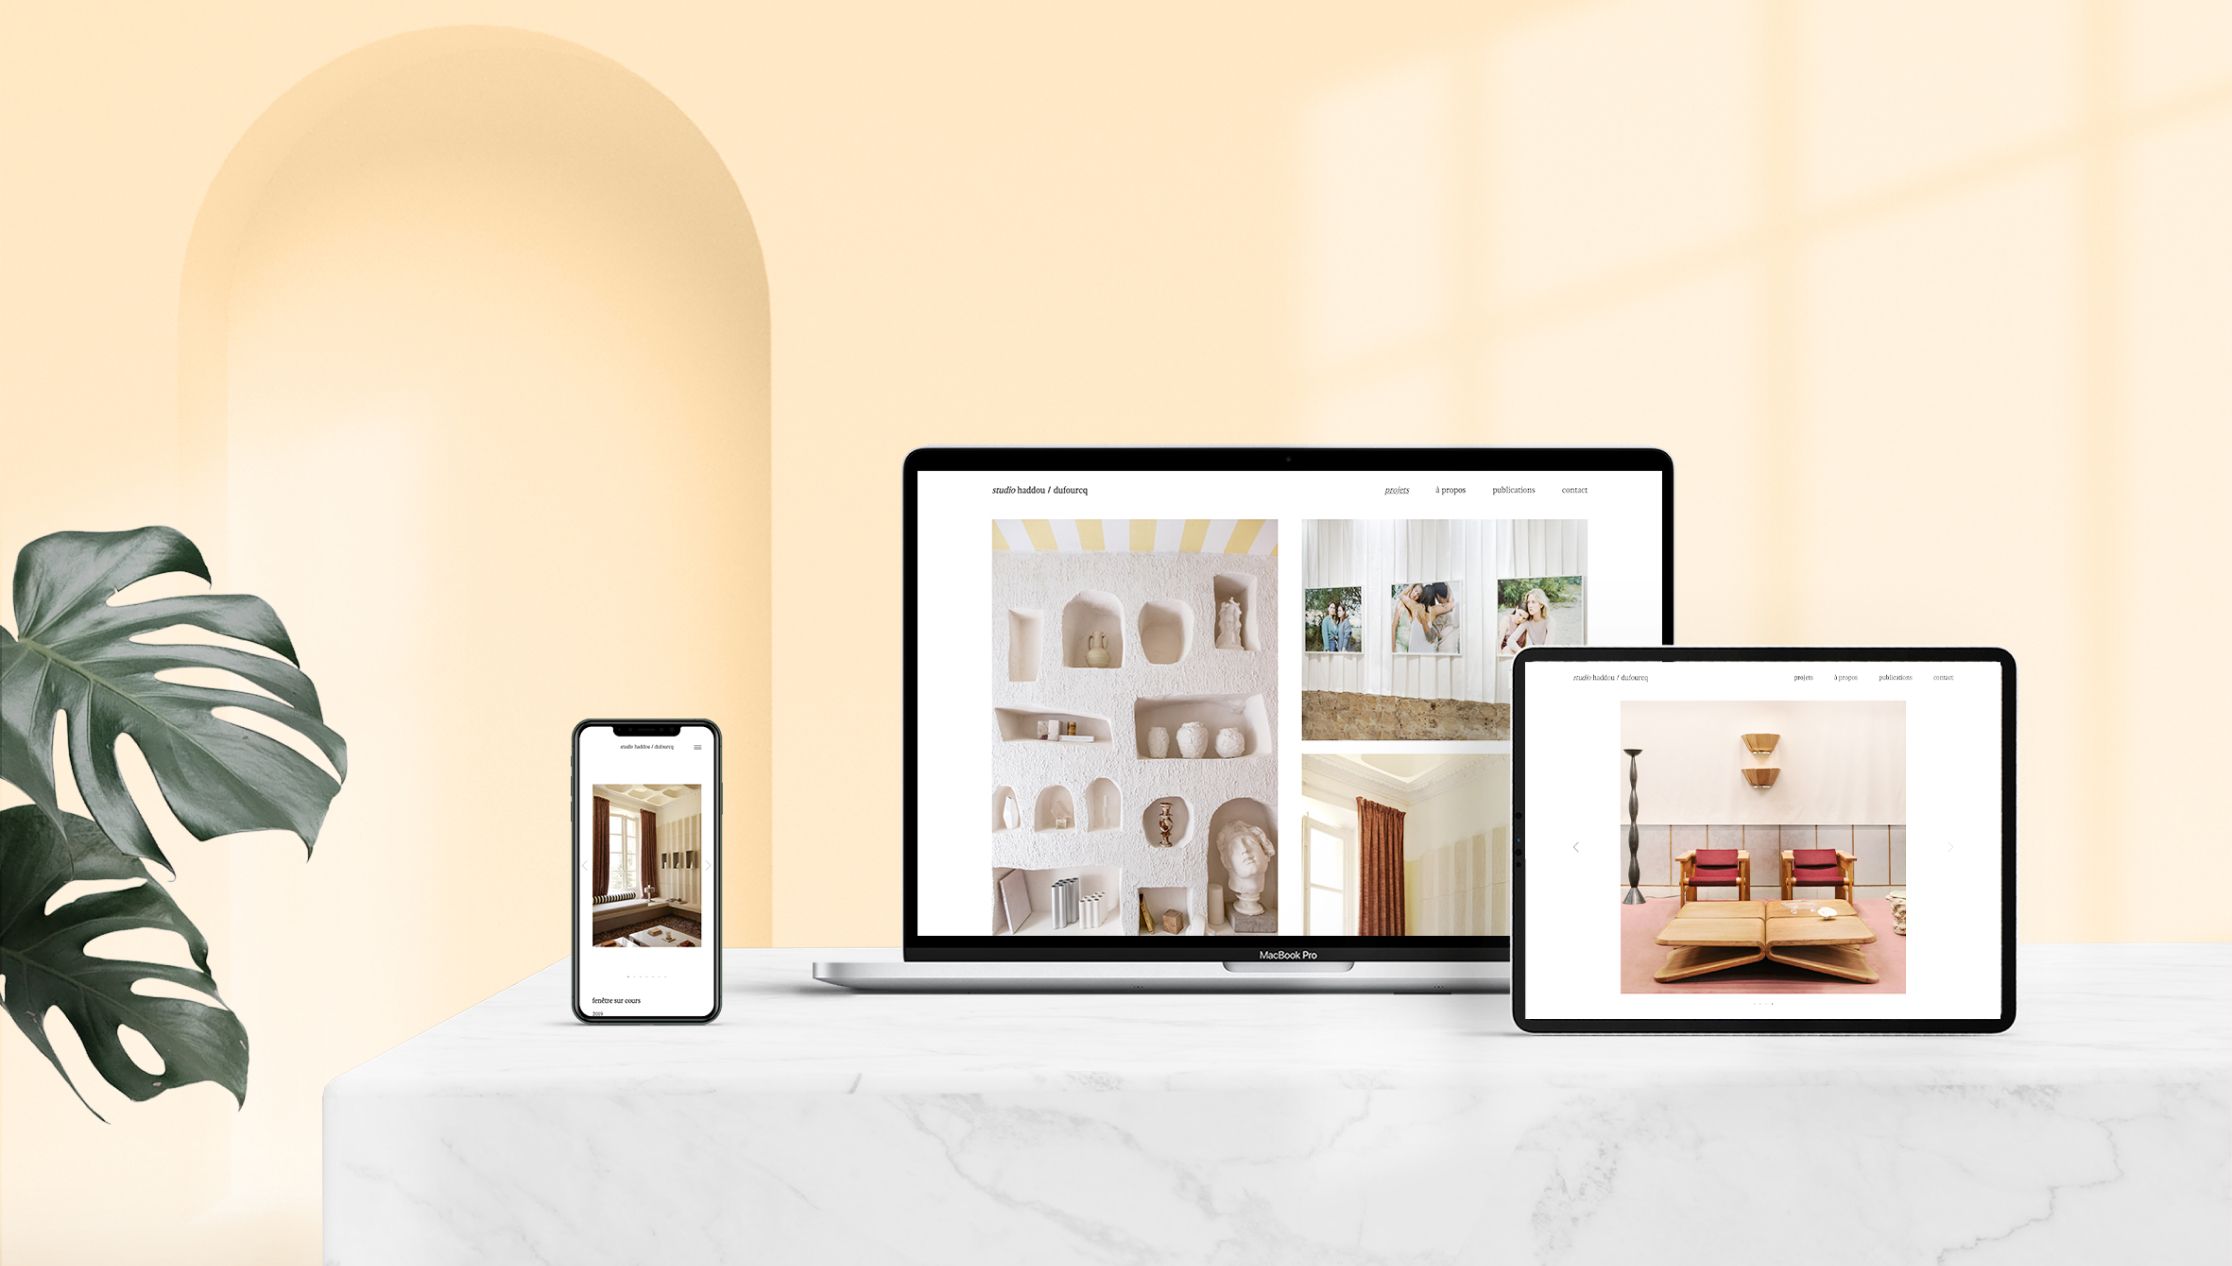 studio haddou / dufourcq
projets à propos publications contact
MacBook Pro
studio haddou / dufourcq
projets à propos publications contact
studio haddou / dufourcq
fenêtre sur cours
2019